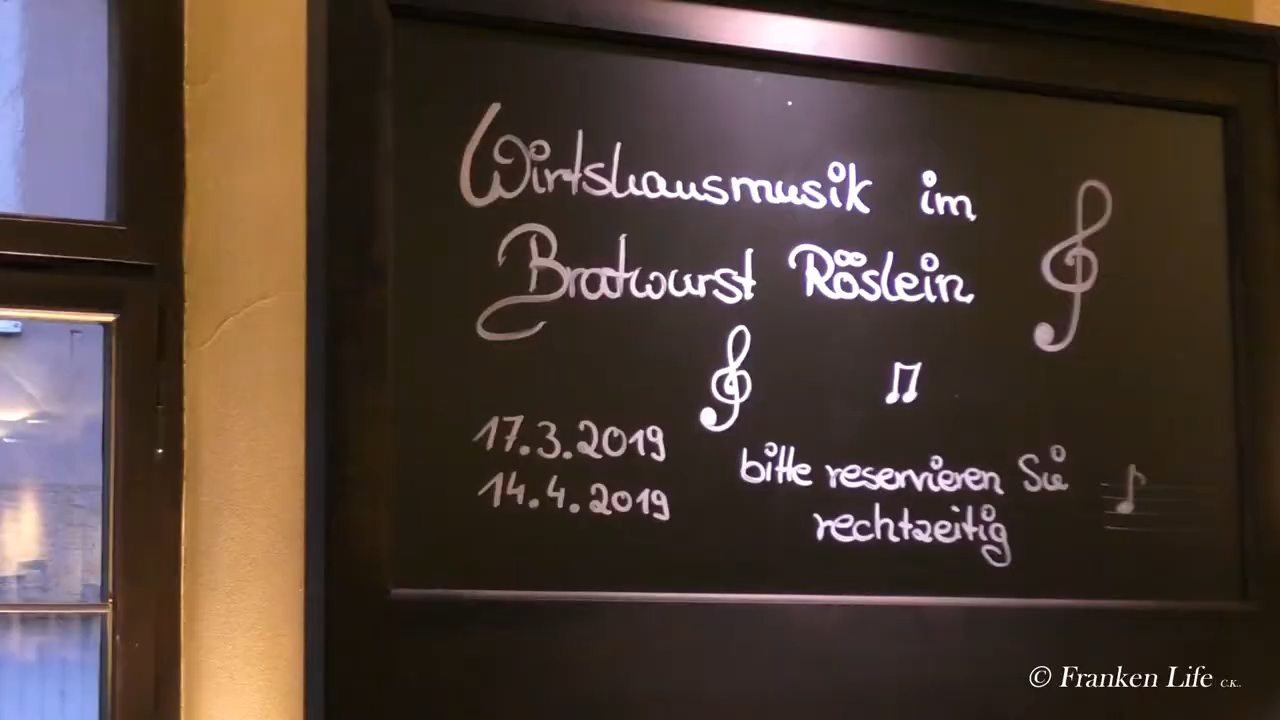 Wirtshausmusik im
Bratwurst Röslein
17.3.2019
14.4.2019
bitte reservieren Sie
rechtzeitig
© Franken Life C.K..